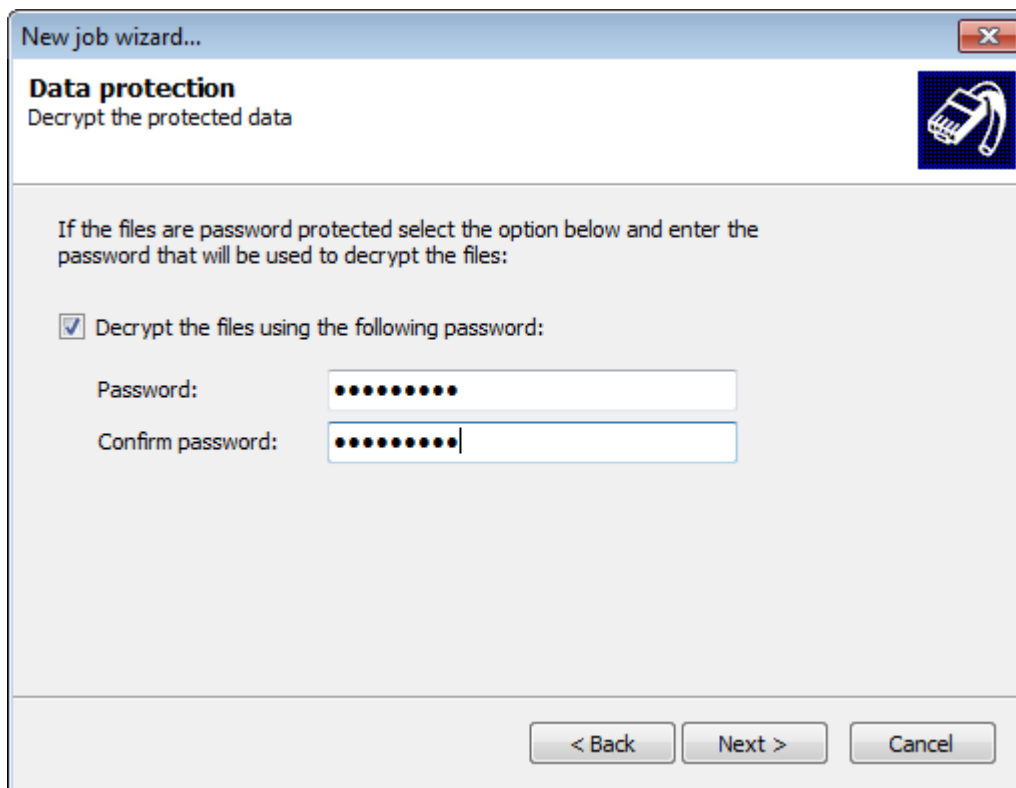 New job wizard...
Data protection
Decrypt the protected data
If the files are password protected select the option below and enter the
password that will be used to decrypt the files:
Decrypt the files using the following password:
Password: •••••••••
Confirm password: •••••••••
< Back Next > Cancel